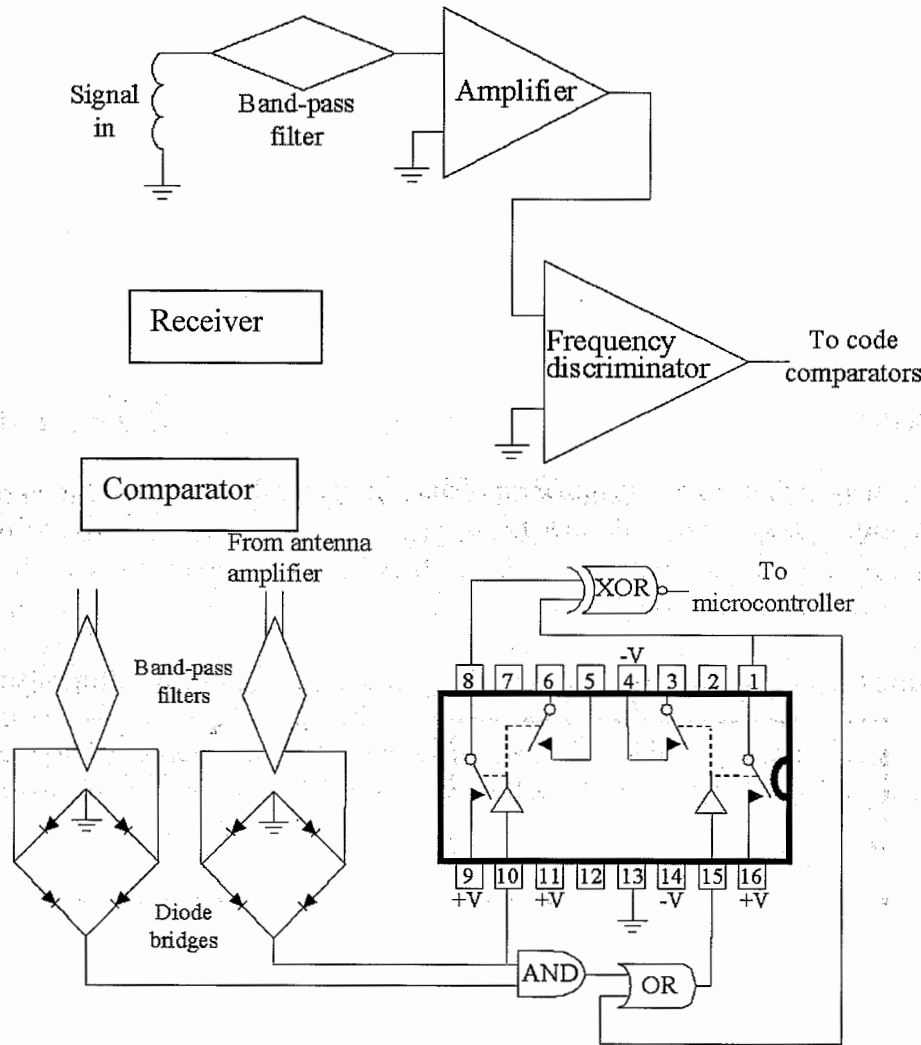 Signal
in
Band-pass
filter
Amplifier
Receiver
Frequency
discriminator
To code
comparators
Comparator
From antenna
amplifier
Band-pass
filters
XOR
To
microcontroller
-V
8 7 6 5 4 3 2 1
9 10 11 12 13 14 15 16
+V +V -V +V
Diode
bridges
AND
OR